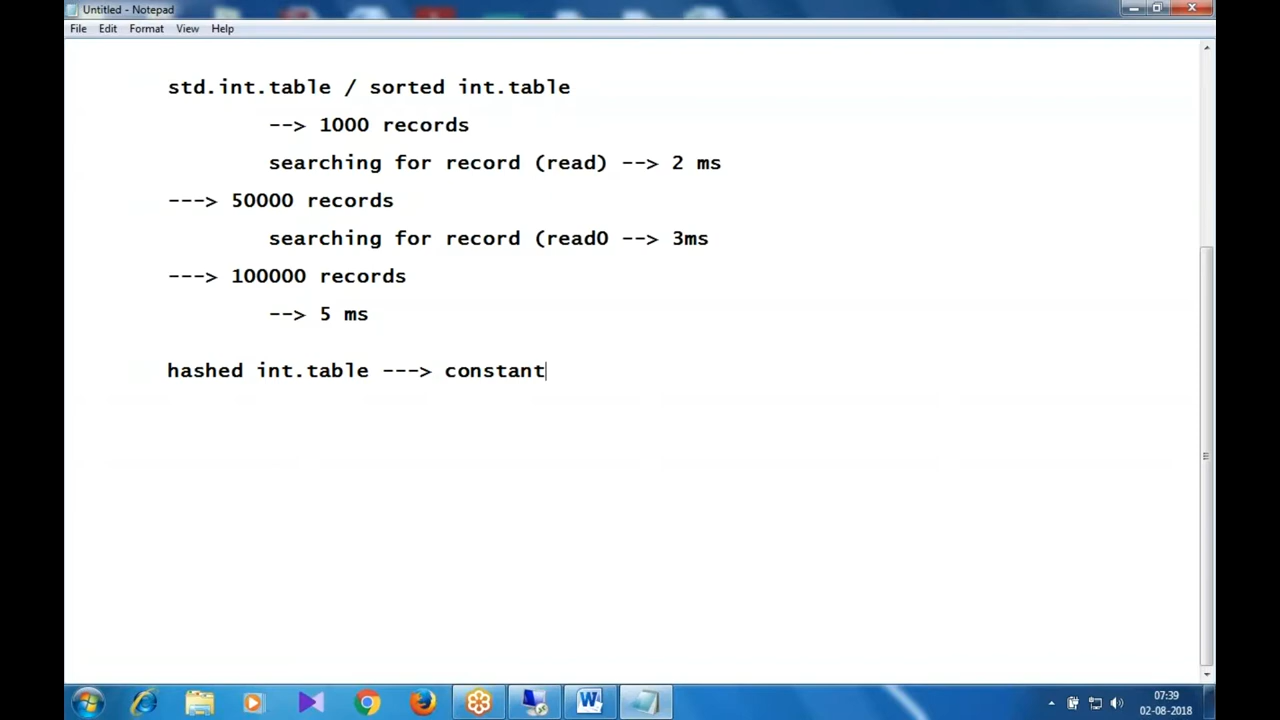 Untitled - Notepad
File Edit Format View Help
std.int.table / sorted int.table
--> 1000 records
searching for record (read) --> 2 ms
---> 50000 records
searching for record (read0 --> 3ms
---> 100000 records
--> 5 ms
hashed int.table ---> constant
07:39
02-08-2018